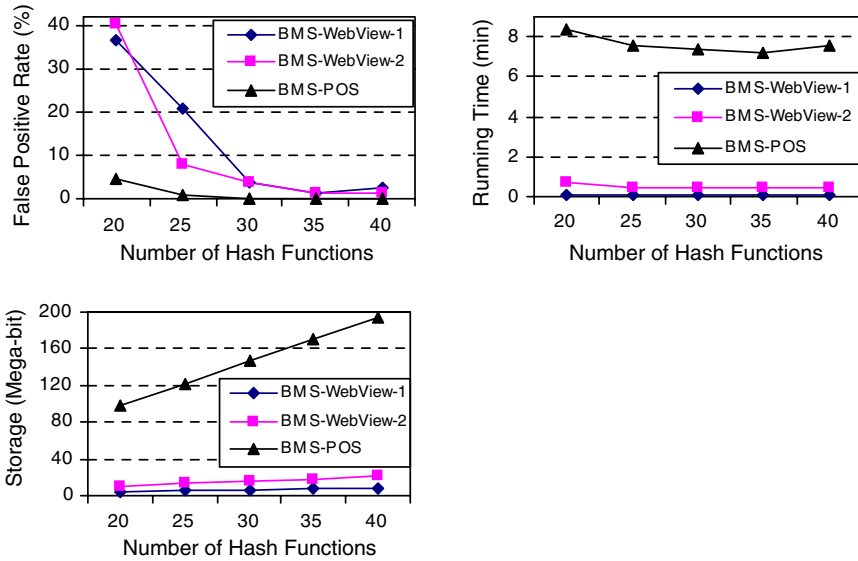 False Positive Rate (%)
40
30
20
10
0
BMS-WebView-1
BMS-WebView-2
BMS-POS
20 25 30 35 40
Number of Hash Functions
Running Time (min)
8
6
4
2
0
BMS-WebView-1
BMS-WebView-2
BMS-POS
20 25 30 35 40
Number of Hash Functions
Storage (Mega-bit)
200
160
120
80
40
0
BMS-WebView-1
BMS-WebView-2
BMS-POS
20 25 30 35 40
Number of Hash Functions